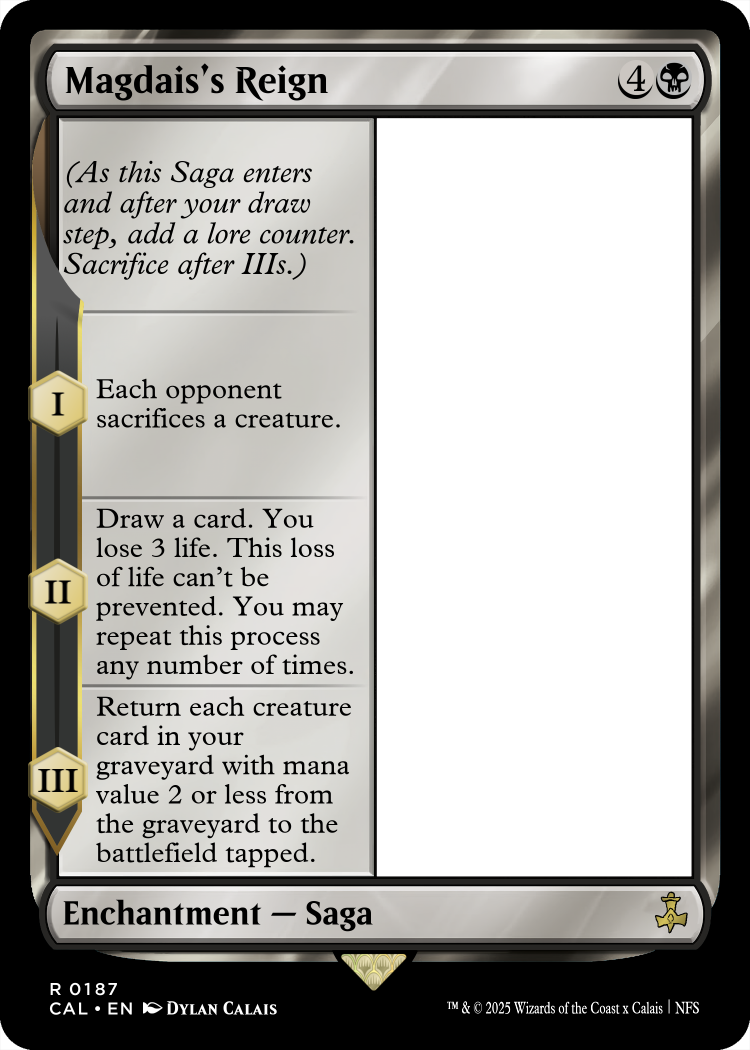 Magdais's Reign 4
(As this Saga enters
and after your draw
step, add a lore counter.
Sacrifice after IIIs.)
I
Each opponent
sacrifices a creature.
II
Draw a card. You
lose 3 life. This loss
of life can't be
prevented. You may
repeat this process
any number of times.
III
Return each creature
card in your
graveyard with mana
value 2 or less from
the graveyard to the
battlefield tapped.
Enchantment — Saga
R 0187
CAL • EN DYLAN CALAIS
™ & © 2025 Wizards of the Coast x Calais | NFS